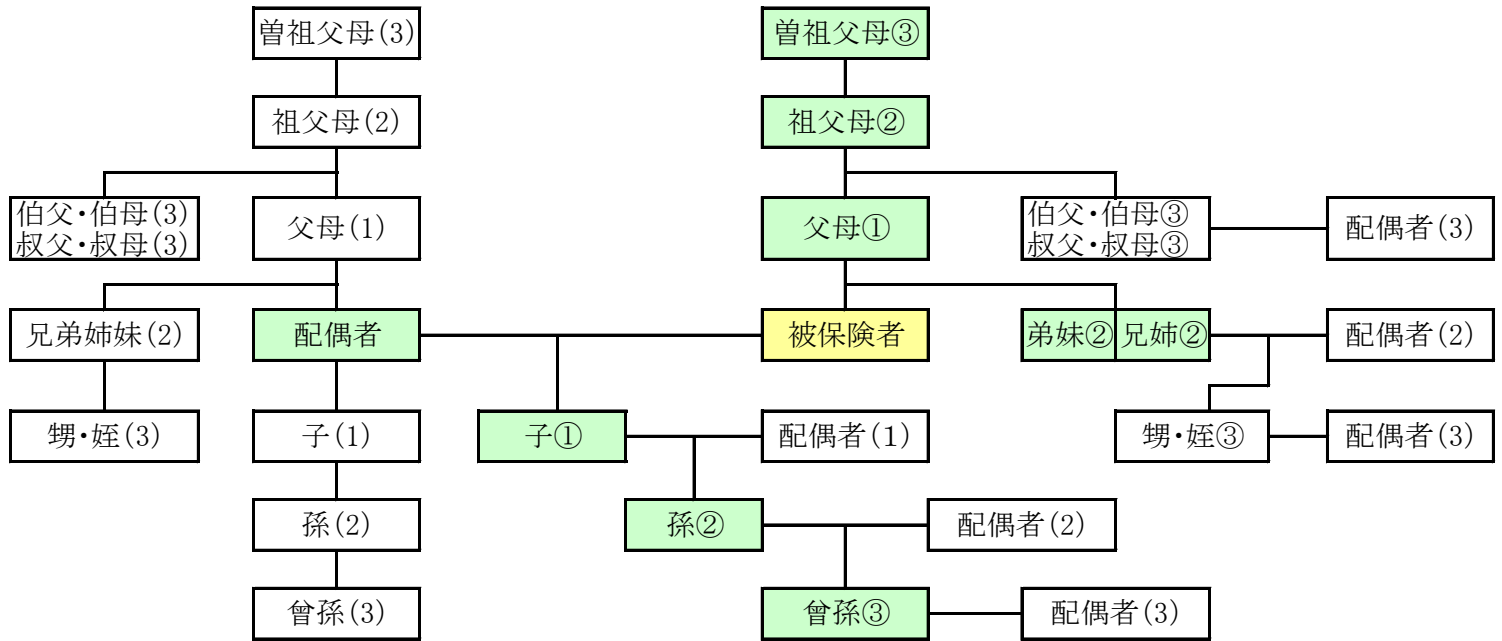 曽祖父母(3)
曽祖父母③
祖父母(2)
祖父母②
伯父・伯母(3)
叔父・叔母(3)
父母(1)
父母①
伯父・伯母③
叔父・叔母③
配偶者(3)
兄弟姉妹(2)
配偶者
被保険者
弟妹②
兄姉②
配偶者(2)
甥・姪(3)
子(1)
子①
配偶者(1)
甥・姪③
配偶者(3)
孫(2)
孫②
配偶者(2)
曾孫(3)
曾孫③
配偶者(3)